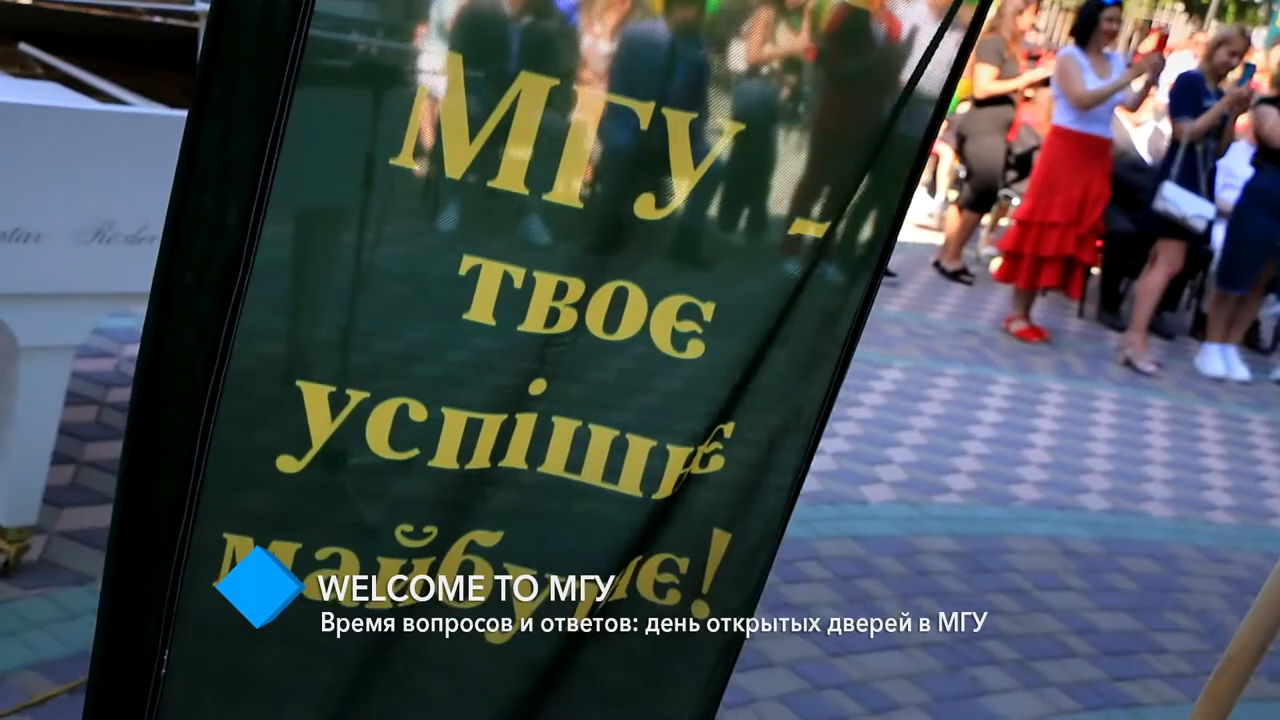 МГУ -
твоє
успішне
майбутнє!
WELCOME TO МГУ
Время вопросов и ответов: день открытых дверей в МГУ